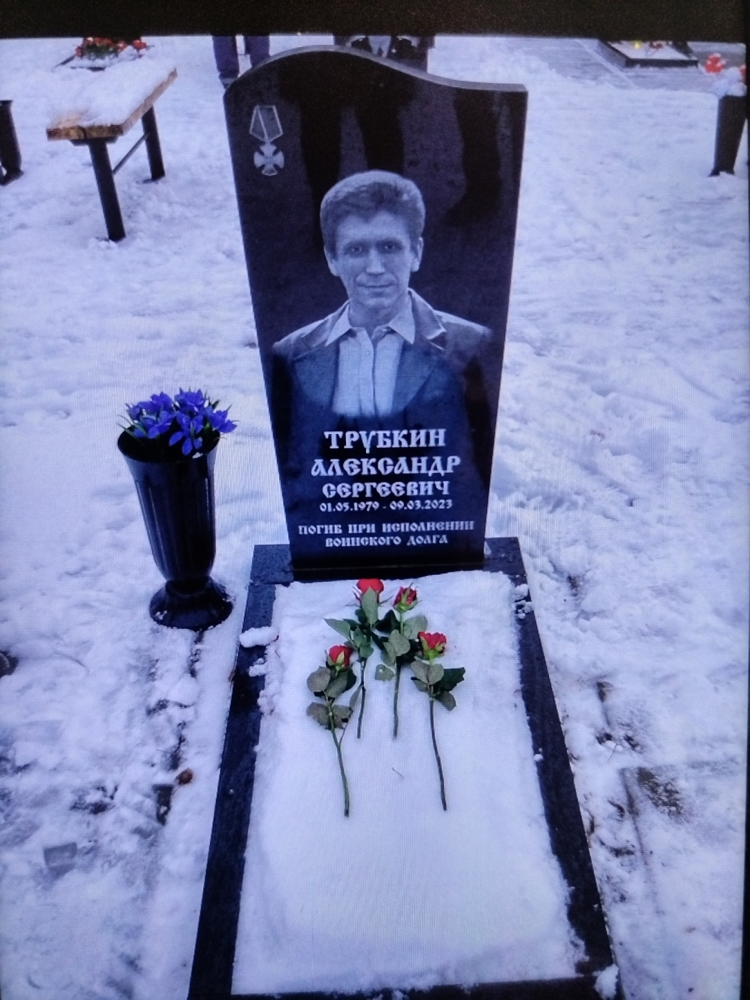 ТРУБКИН
АЛЕКСАНДР
СЕРГЕЕВИЧ
01.05.1979 - 09.03.2023
ПОГИБ ПРИ ИСПОЛНЕНИИ
ВОИНСКОГО ДОЛГА